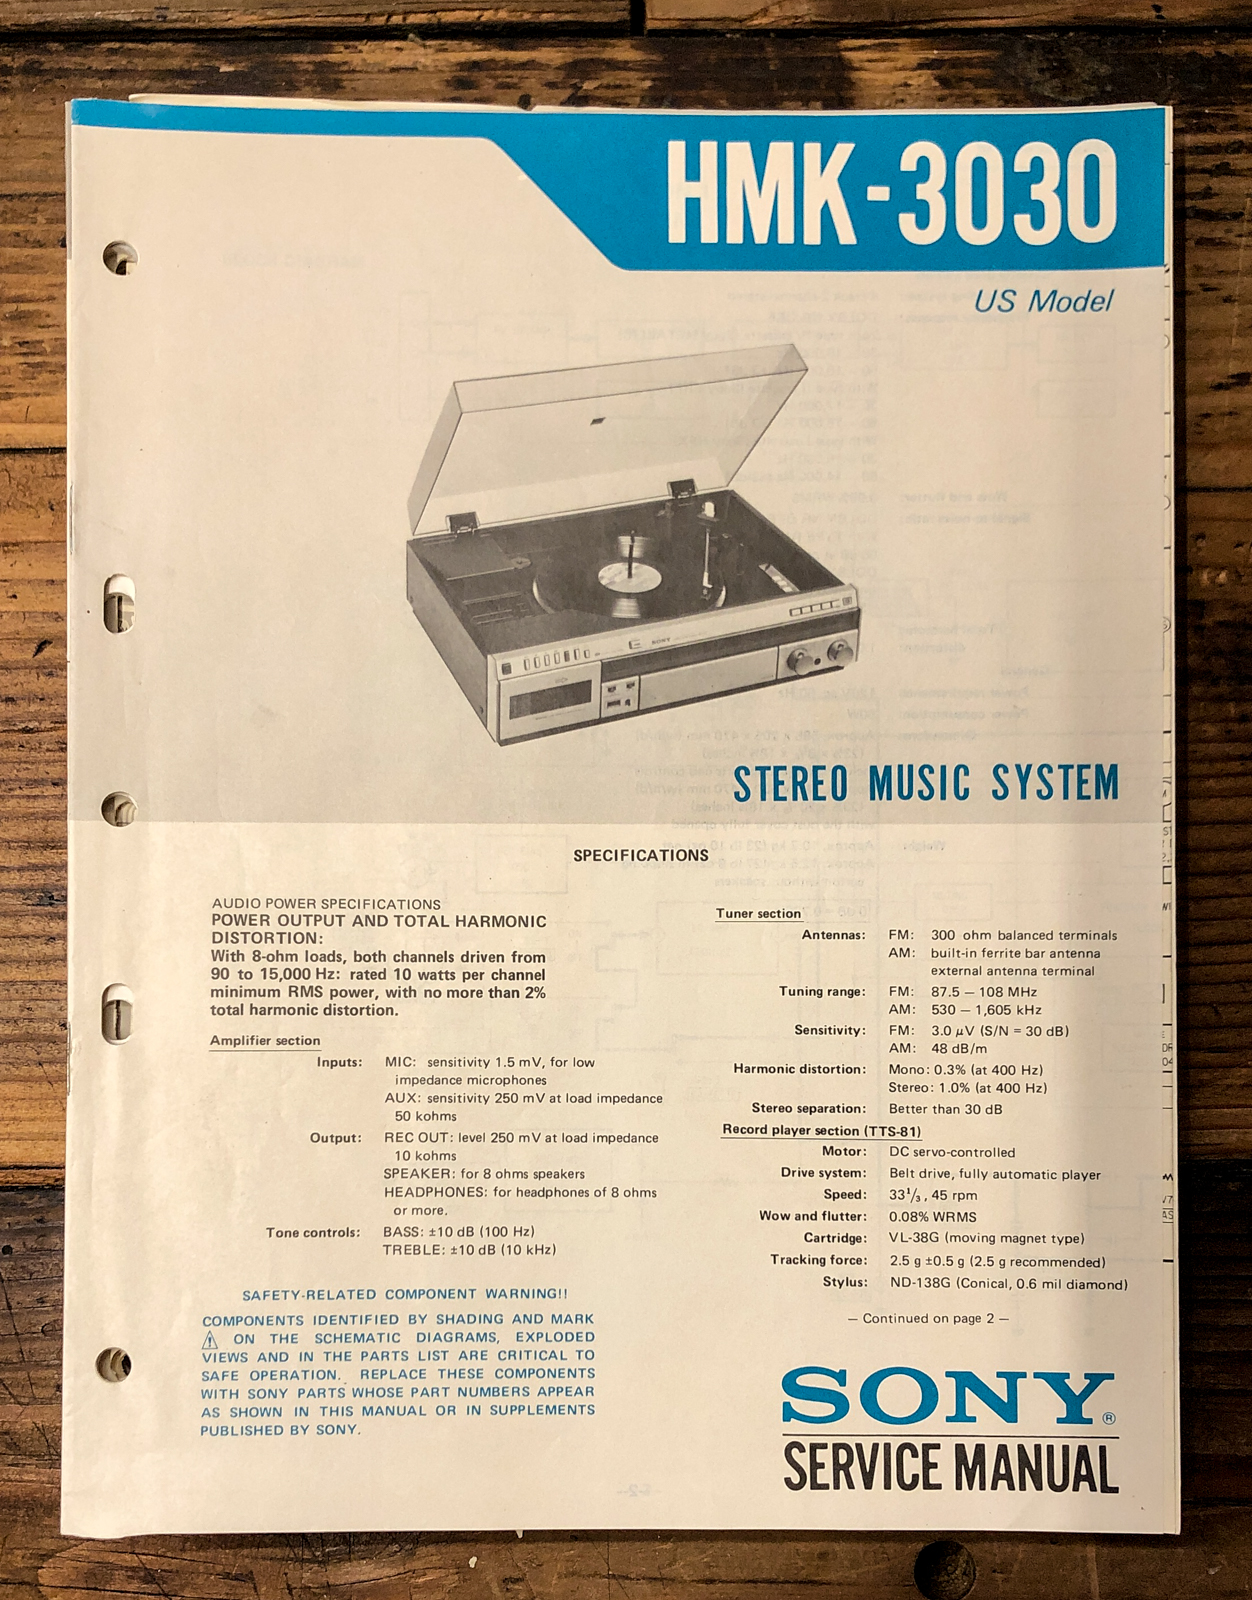 HMK-3030
US Model
SONY
STEREO MUSIC SYSTEM
SPECIFICATIONS
AUDIO POWER SPECIFICATIONS
POWER OUTPUT AND TOTAL HARMONIC
DISTORTION:
With 8-ohm loads, both channels driven from
90 to 15,000 Hz: rated 10 watts per channel
minimum RMS power, with no more than 2%
total harmonic distortion.
Amplifier section
Inputs: MIC: sensitivity 1.5 mV, for low
impedance microphones
AUX: sensitivity 250 mV at load impedance
50 kohms
Output: REC OUT: level 250 mV at load impedance
10 kohms
SPEAKER: for 8 ohms speakers
HEADPHONES: for headphones of 8 ohms
or more.
Tone controls: BASS: ±10 dB (100 Hz)
TREBLE: ±10 dB (10 kHz)
SAFETY-RELATED COMPONENT WARNING!!
COMPONENTS IDENTIFIED BY SHADING AND MARK
⚠ ON THE SCHEMATIC DIAGRAMS, EXPLODED
VIEWS AND IN THE PARTS LIST ARE CRITICAL TO
SAFE OPERATION. REPLACE THESE COMPONENTS
WITH SONY PARTS WHOSE PART NUMBERS APPEAR
AS SHOWN IN THIS MANUAL OR IN SUPPLEMENTS
PUBLISHED BY SONY.
Tuner section
Antennas: FM: 300 ohm balanced terminals
AM: built-in ferrite bar antenna
external antenna terminal
Tuning range: FM: 87.5 – 108 MHz
AM: 530 – 1,605 kHz
Sensitivity: FM: 3.0 μV (S/N = 30 dB)
AM: 48 dB/m
Harmonic distortion: Mono: 0.3% (at 400 Hz)
Stereo: 1.0% (at 400 Hz)
Stereo separation: Better than 30 dB
Record player section (TTS-81)
Motor: DC servo-controlled
Drive system: Belt drive, fully automatic player
Speed: 33¹/₃, 45 rpm
Wow and flutter: 0.08% WRMS
Cartridge: VL-38G (moving magnet type)
Tracking force: 2.5 g ±0.5 g (2.5 g recommended)
Stylus: ND-138G (Conical, 0.6 mil diamond)
– Continued on page 2 –
SONY®
SERVICE MANUAL